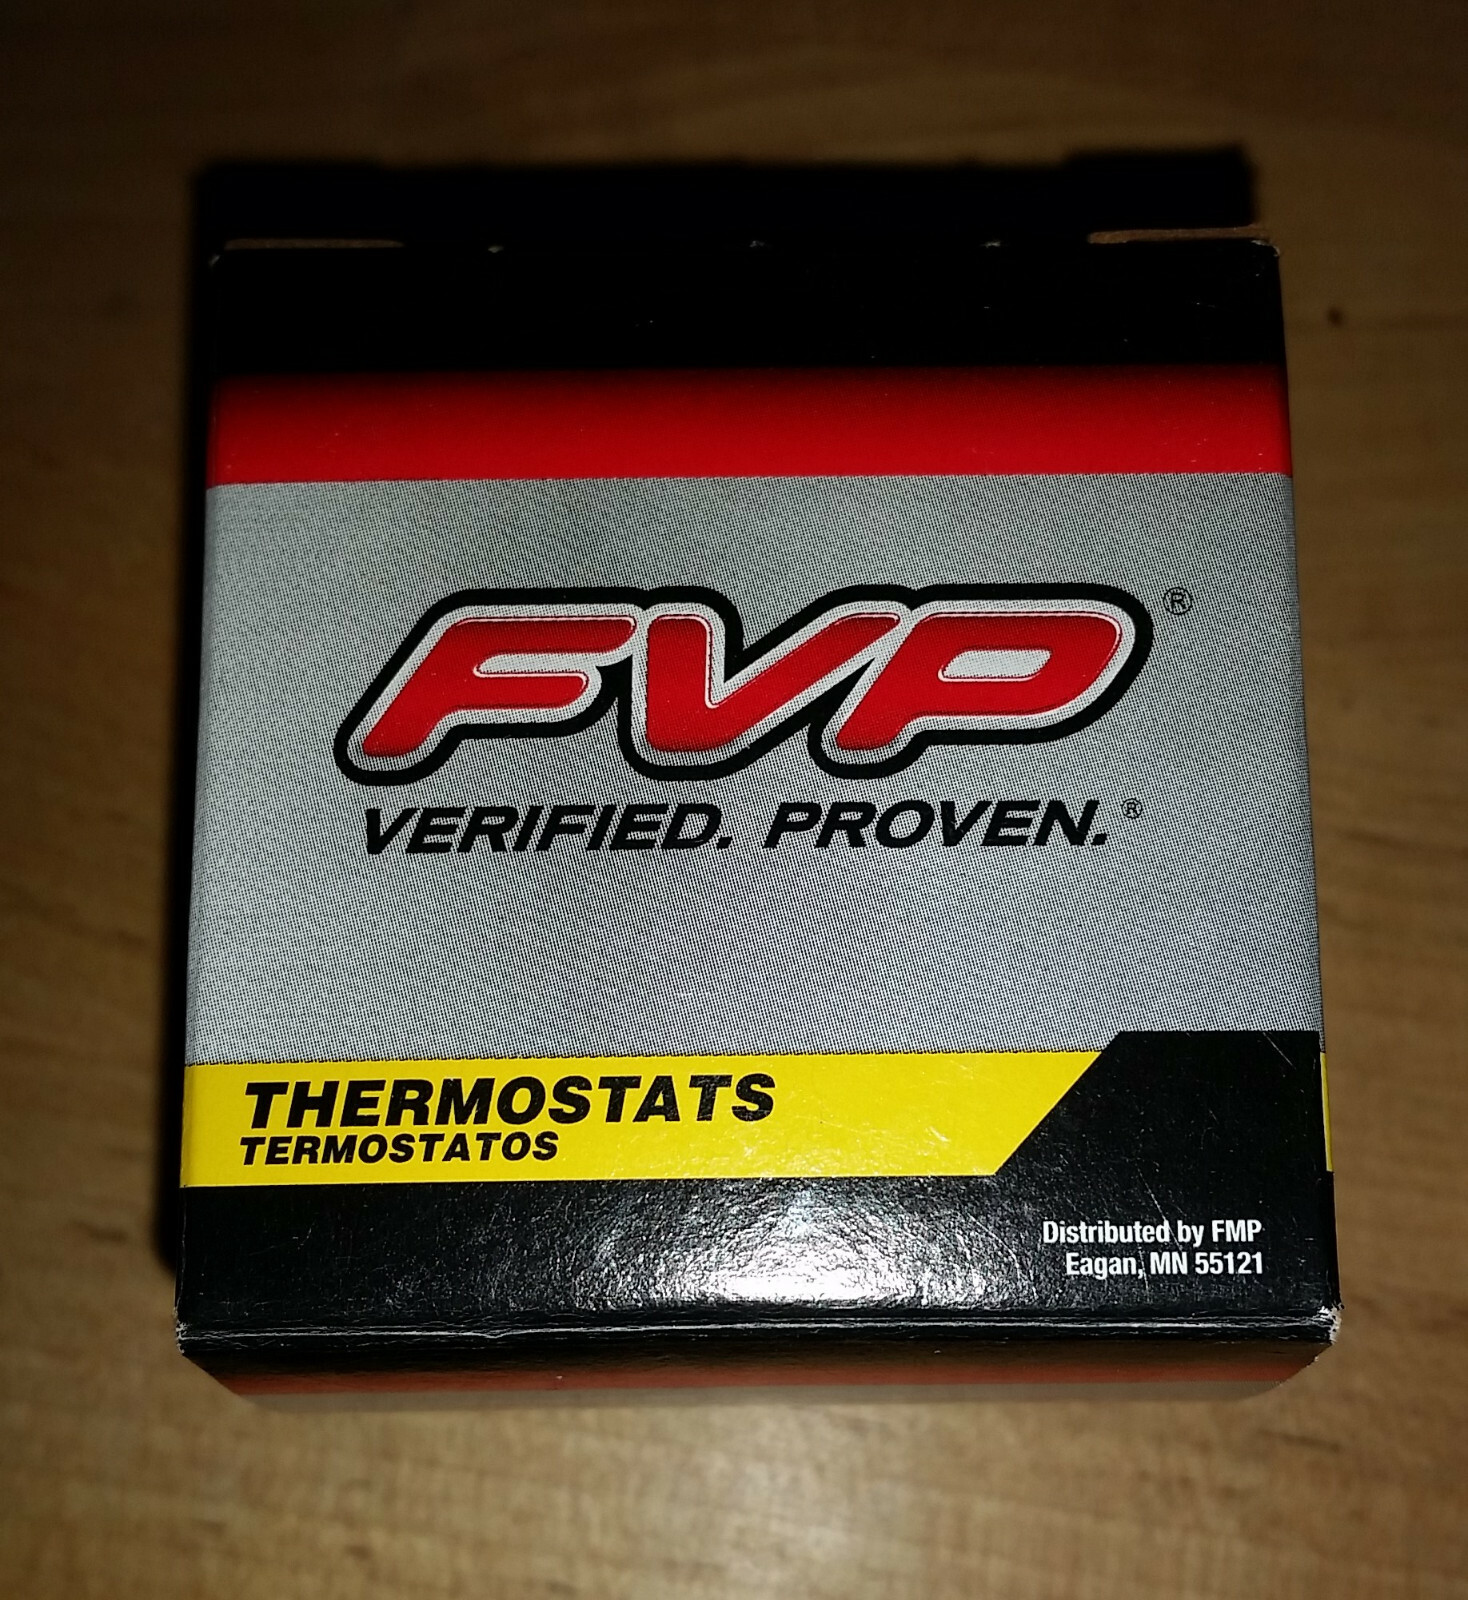 FVP®
VERIFIED. PROVEN.®
THERMOSTATS
TERMOSTATOS
Distributed by FMP
Eagan, MN 55121